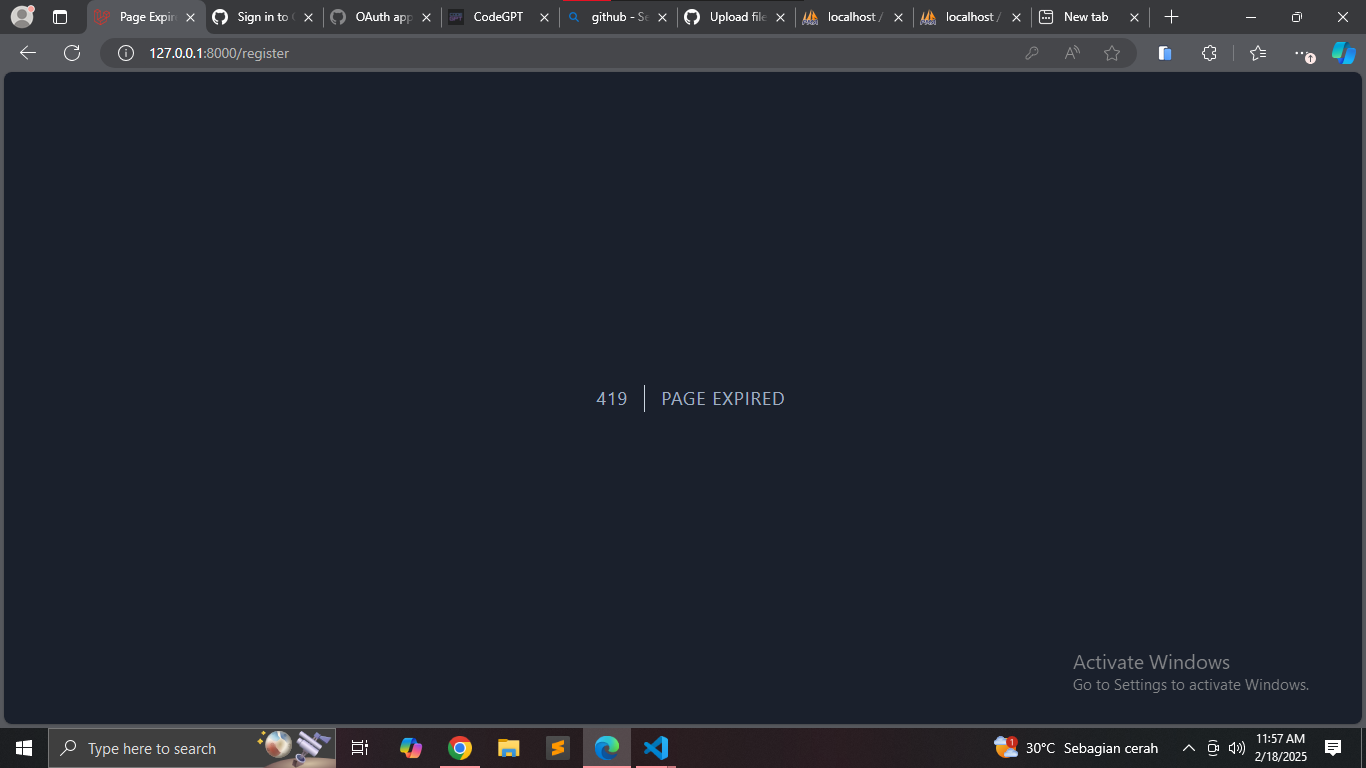 Page Expir
Sign in to
OAuth app
CodeGPT
github - Se
Upload file
localhost /
localhost /
New tab
127.0.0.1:8000/register
419 PAGE EXPIRED
Activate Windows
Go to Settings to activate Windows.
Type here to search
1
30°C Sebagian cerah
11:57 AM
2/18/2025